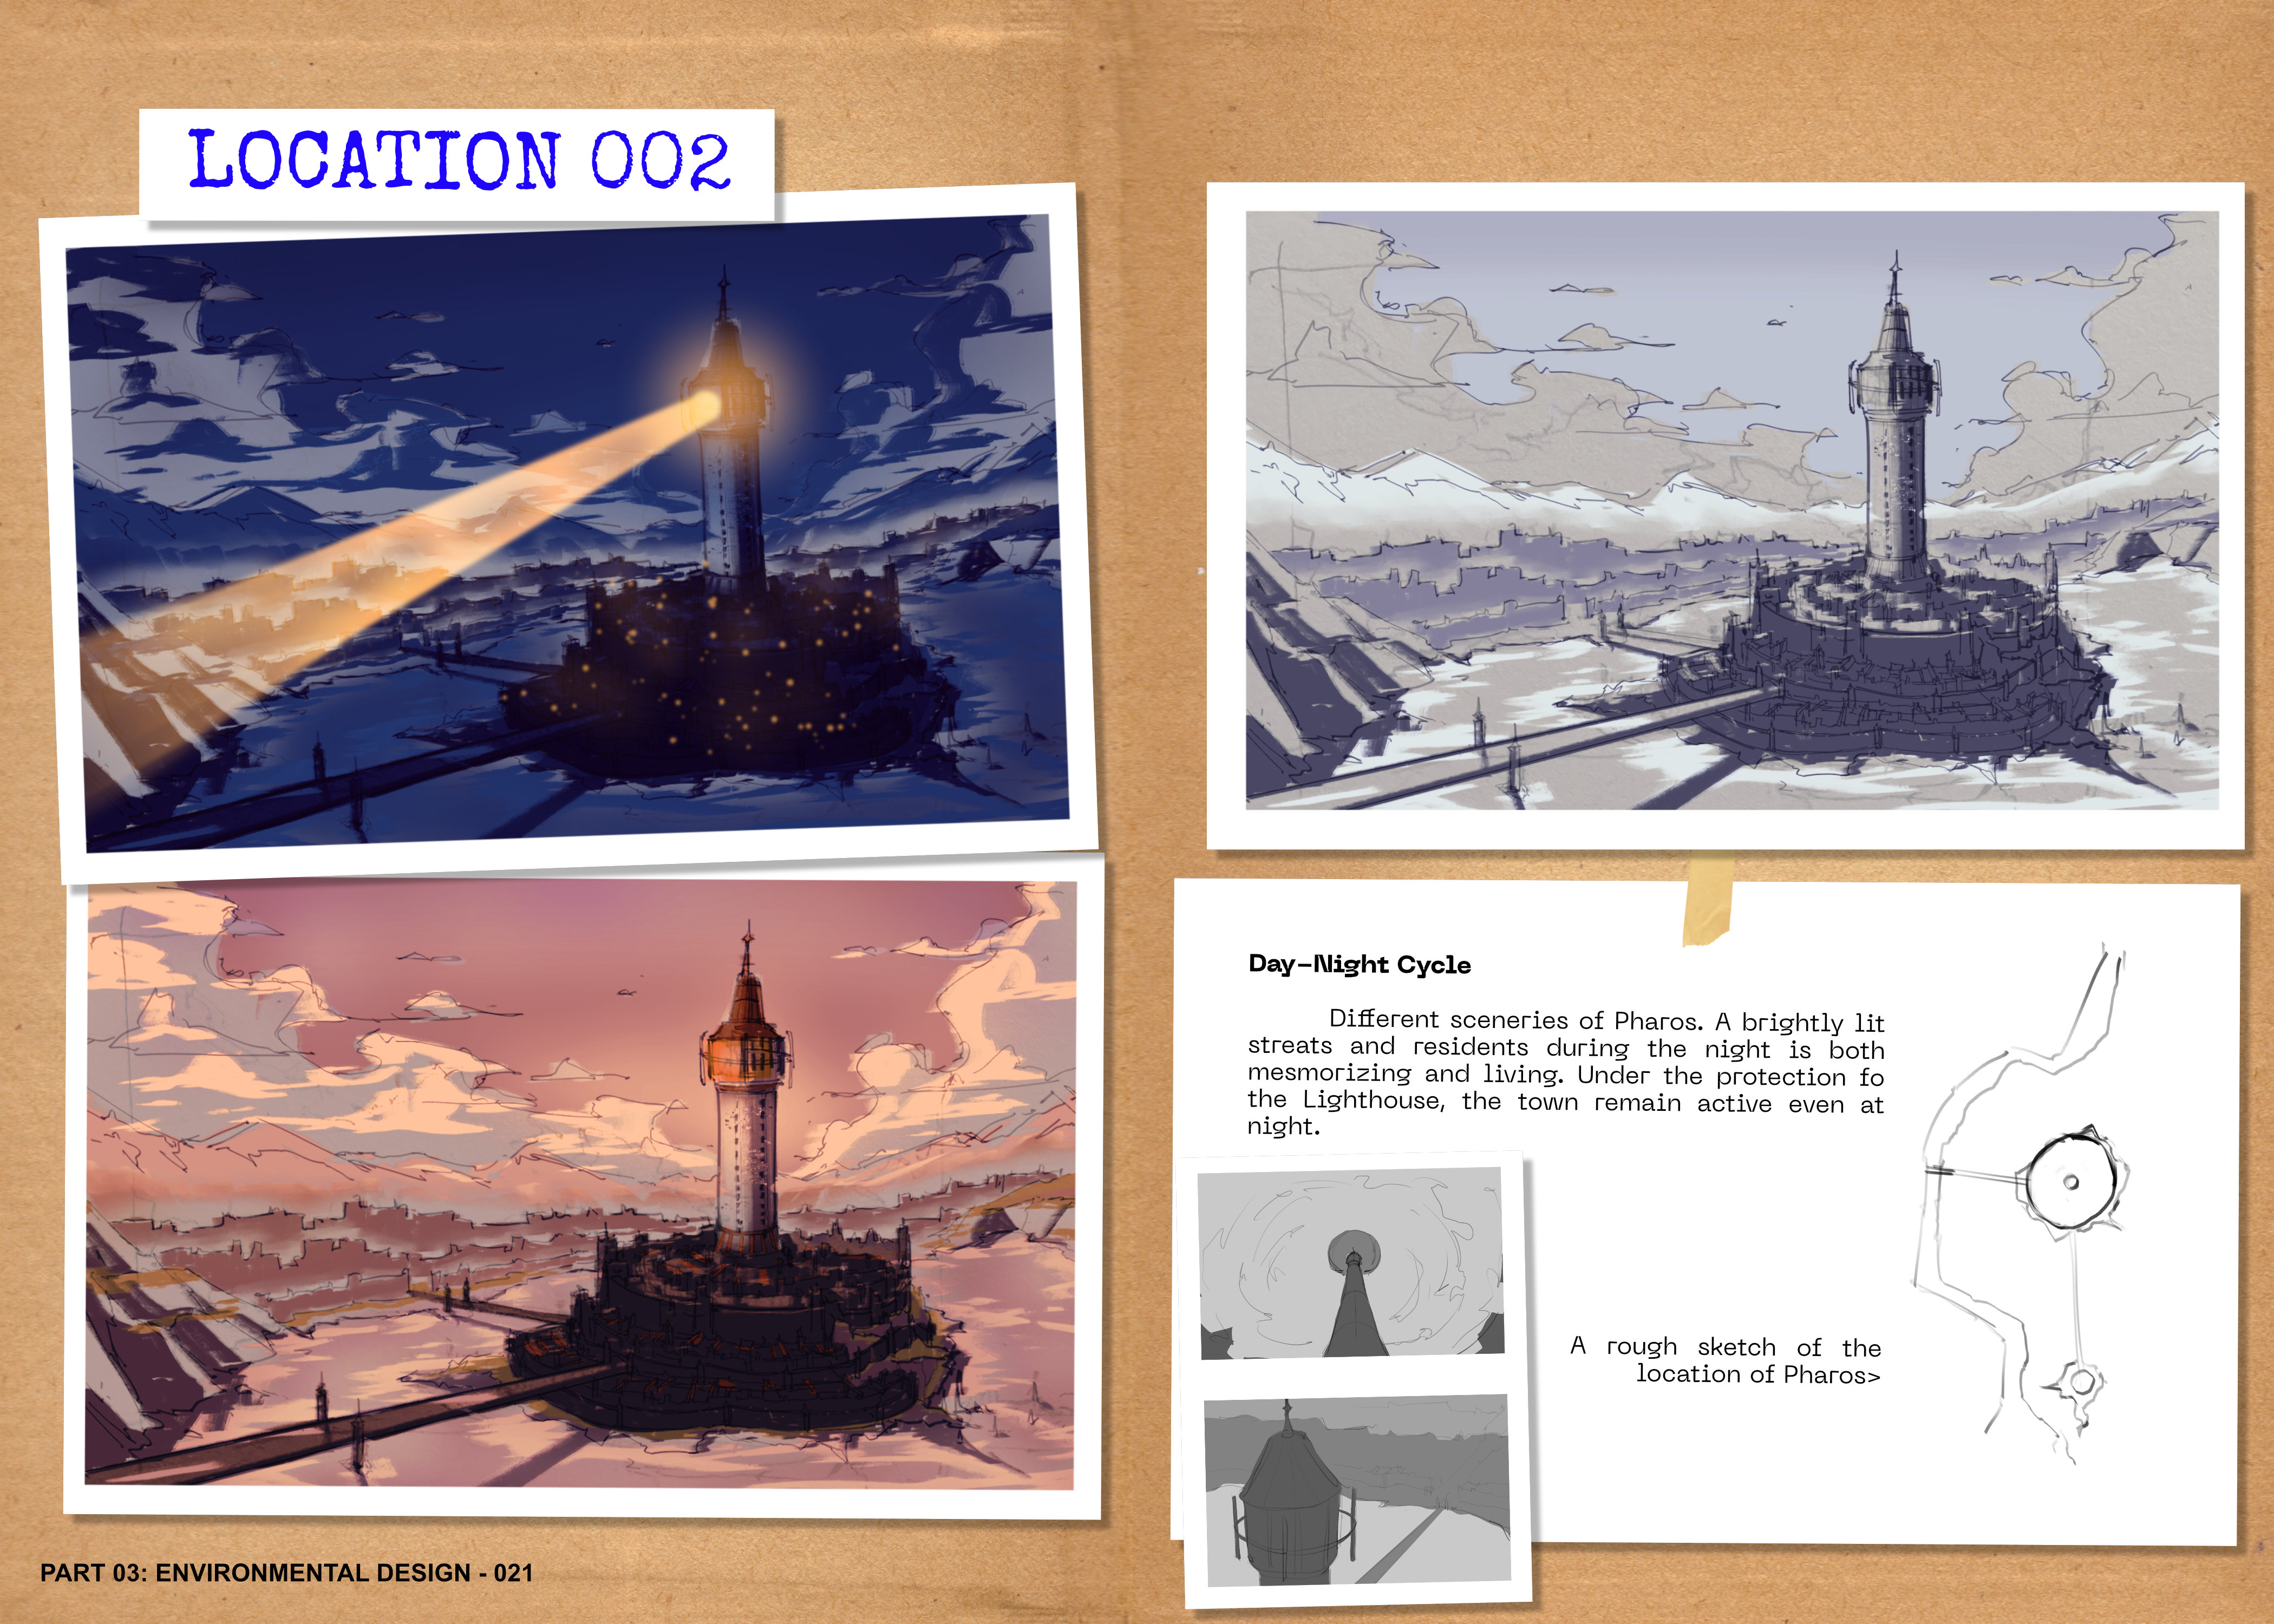 LOCATION 002
Day-Night Cycle
Different sceneries of Pharos. A brightly lit
streats and residents during the night is both
mesmorizing and living. Under the protection fo
the Lighthouse, the town remain active even at
night.
A rough sketch of the
location of Pharos>
PART 03: ENVIRONMENTAL DESIGN - 021